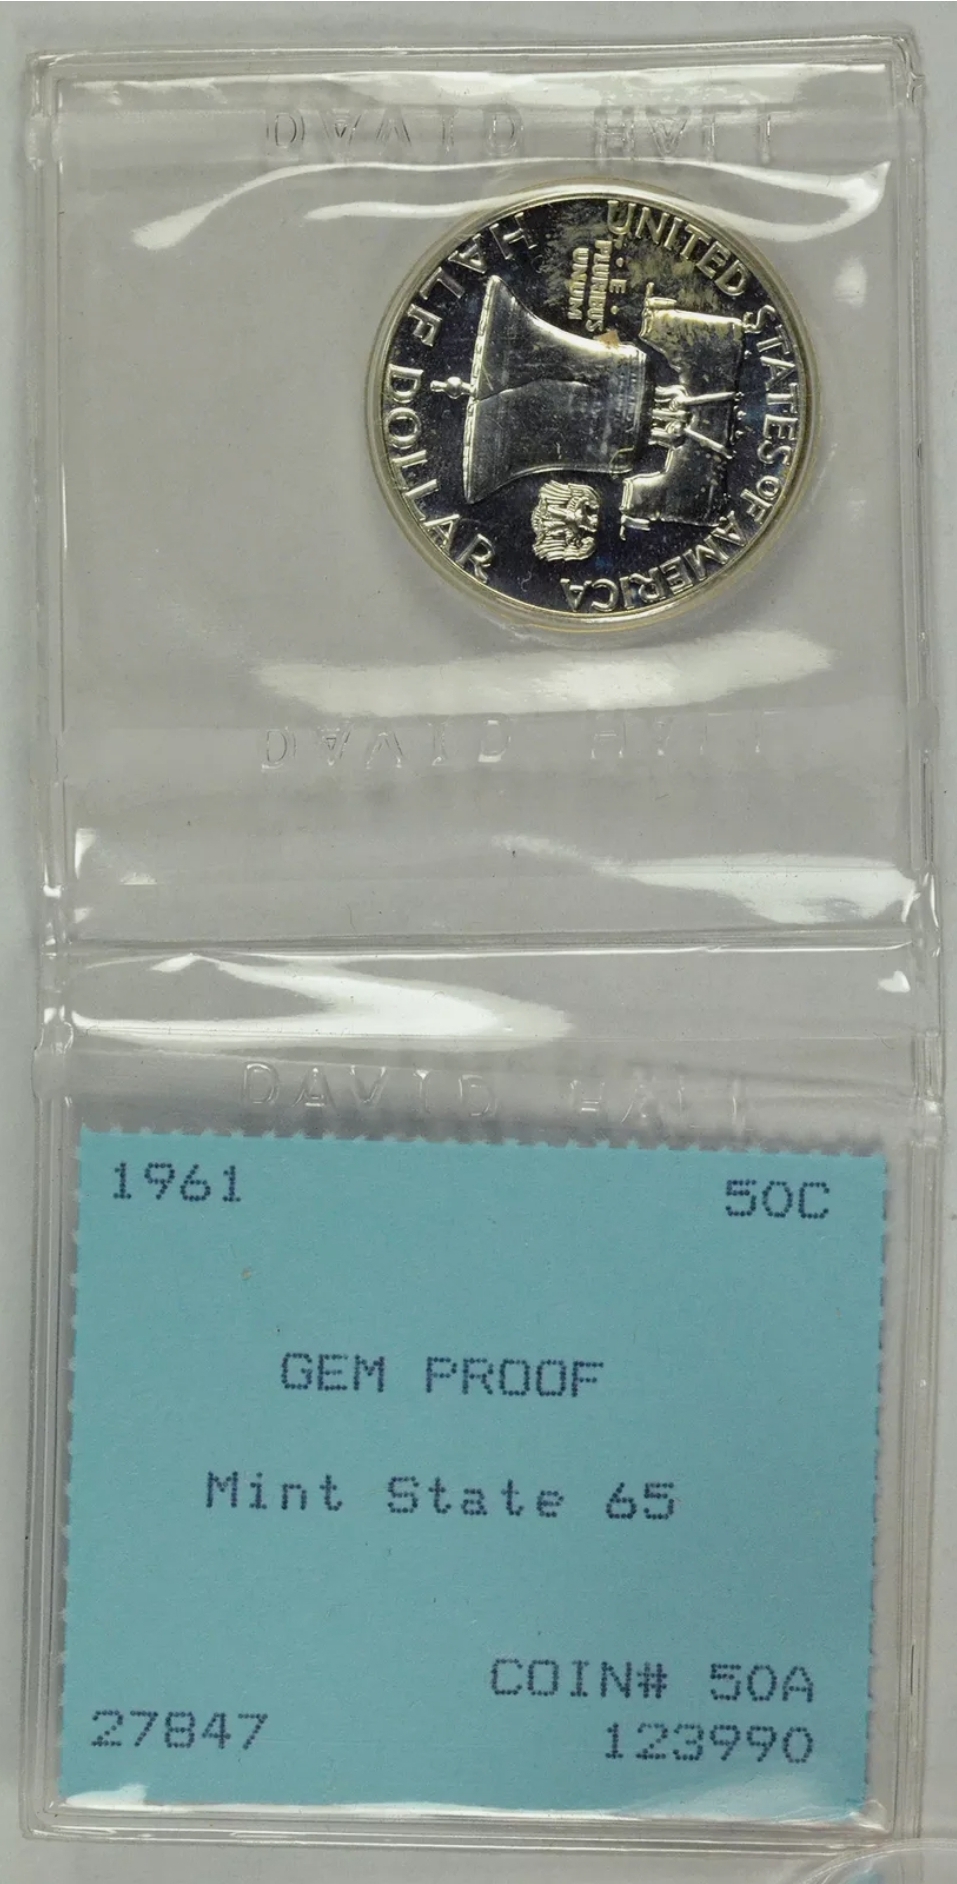 DAVID HALL
UNITED STATES OF AMERICA
E
PLURIBUS
UNUM
HALF DOLLAR
DAVID HALL
DAVID HALL
1961 50C
GEM PROOF
Mint State 65
COIN# 50A
27847 123990